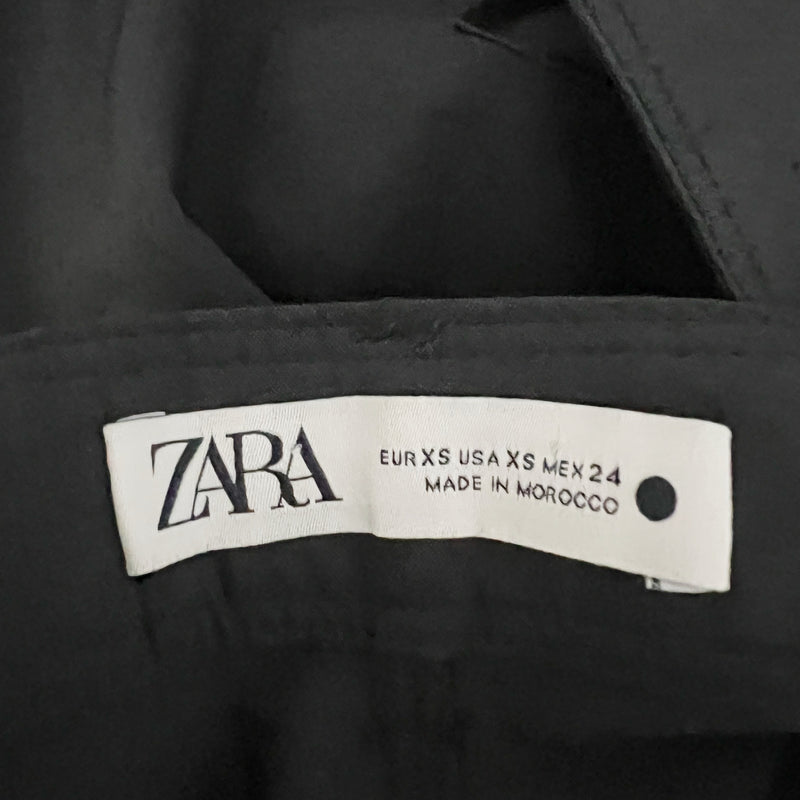 ZARA
EUR XS USA XS MEX 24
MADE IN MOROCCO